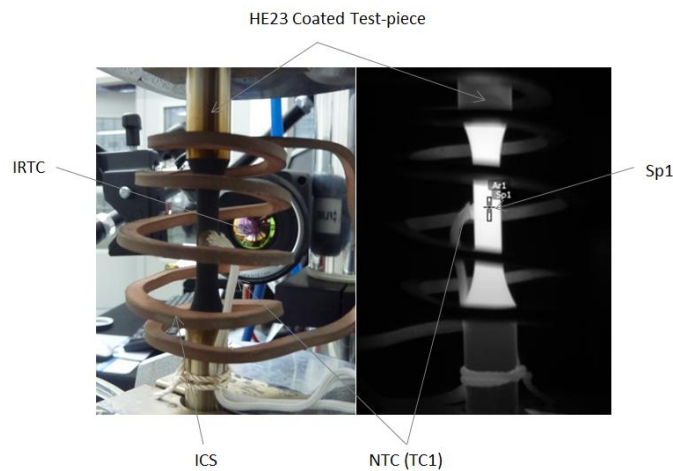 HE23 Coated Test-piece
IRTC
Ar1
Sp1
Sp1
ICS
NTC (TC1)